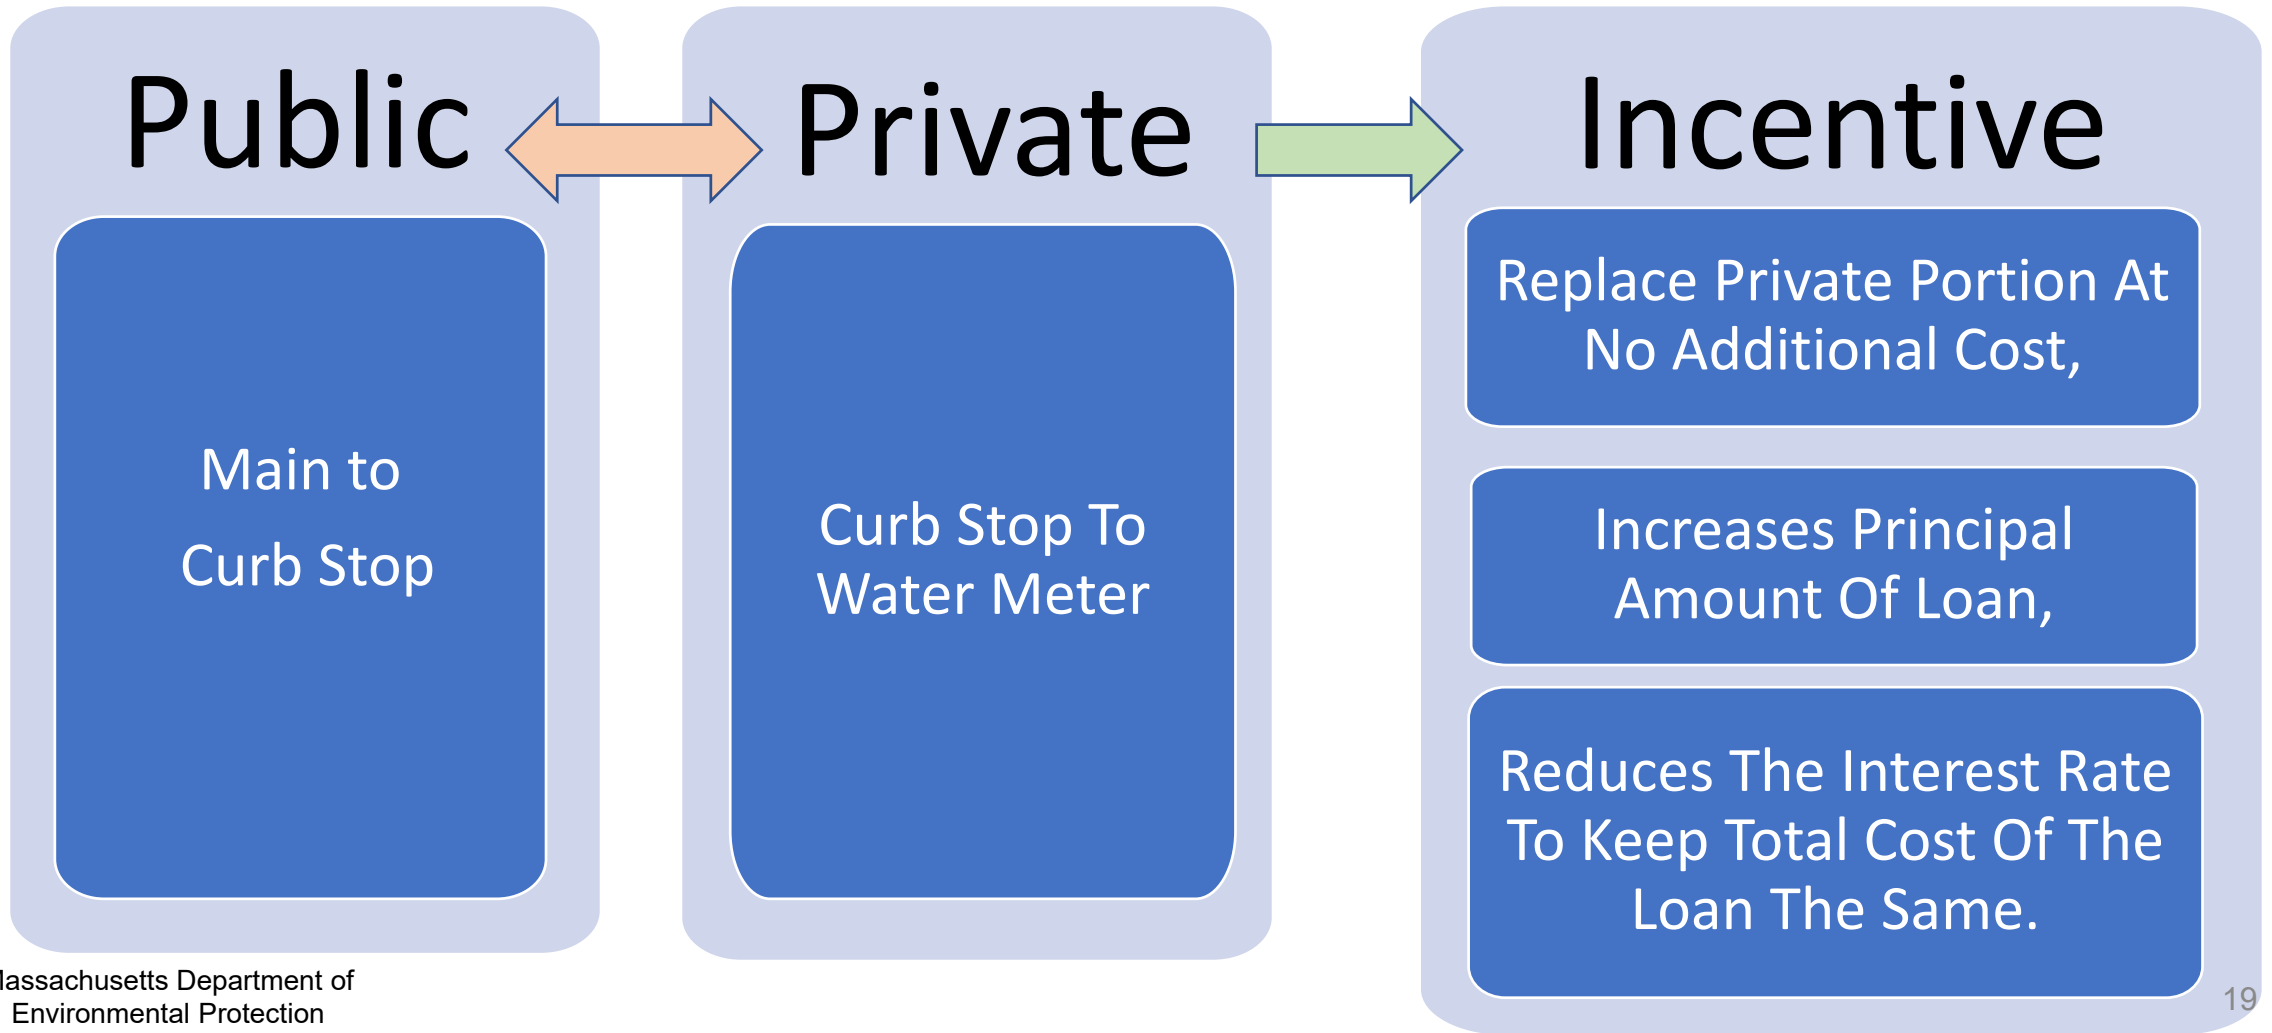 Public
Main to
Curb Stop
Private
Curb Stop To
Water Meter
Incentive
Replace Private Portion At
No Additional Cost,
Increases Principal
Amount Of Loan,
Reduces The Interest Rate
To Keep Total Cost Of The
Loan The Same.
Massachusetts Department of
Environmental Protection
19